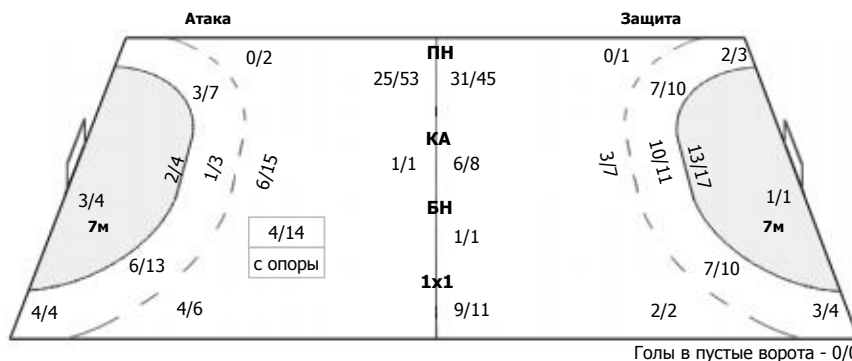 Атака Защита
0/2 ПН 0/1 2/3
3/7 25/53 31/45 7/10
КА
2/4 1/3 6/15 1/1 6/8 3/7 10/11 13/17
3/4 1/1
7м БН 7м
4/14 1/1
6/13 с опоры 7/10
1x1
4/4 4/6 9/11 2/2 3/4
Голы в пустые ворота - 0/0